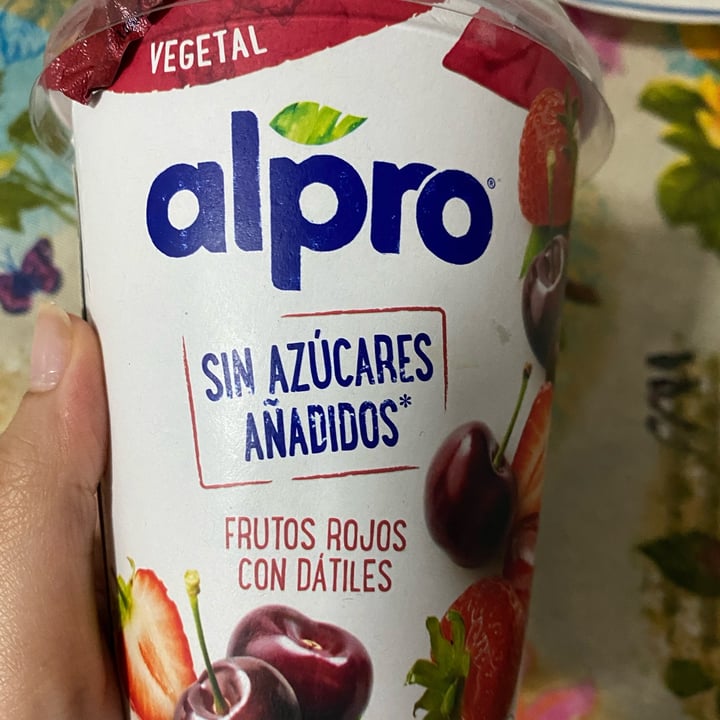 VEGETAL
alpro®
SIN AZÚCARES
AÑADIDOS*
FRUTOS ROJOS
CON DÁTILES